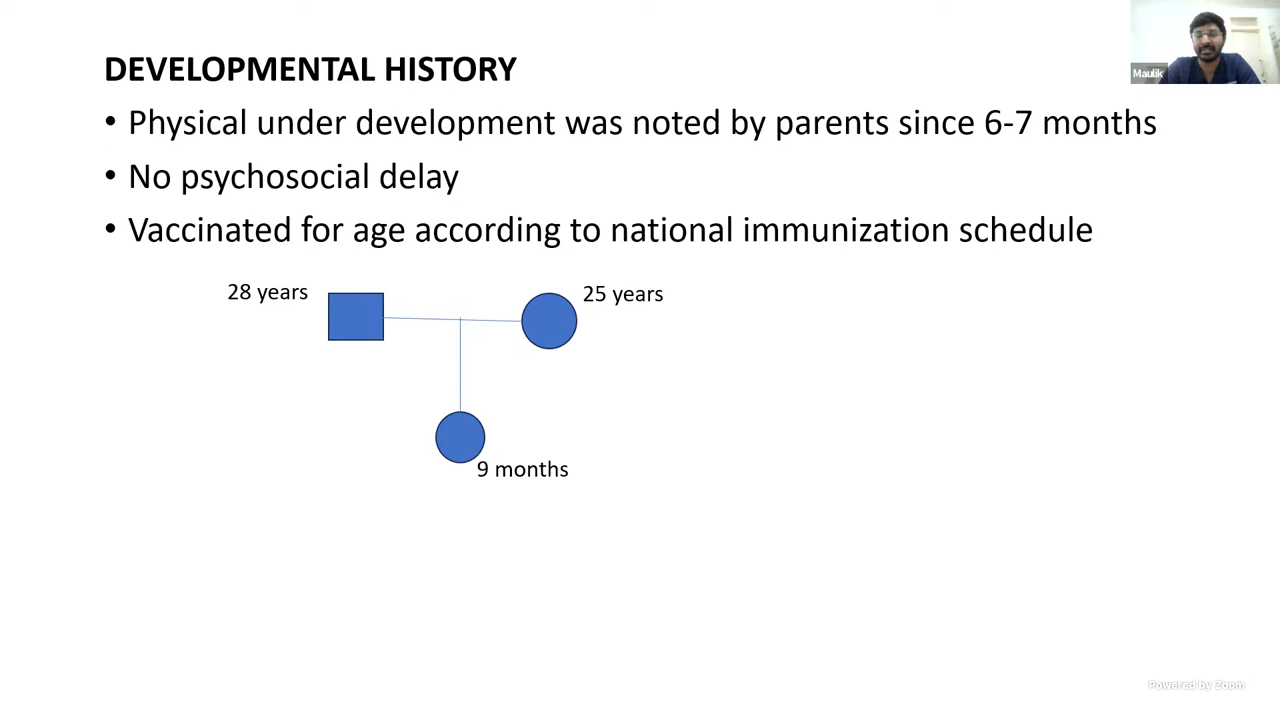 DEVELOPMENTAL HISTORY
Maulik
• Physical under development was noted by parents since 6-7 months
• No psychosocial delay
• Vaccinated for age according to national immunization schedule
28 years
25 years
9 months
Powered by Zoom